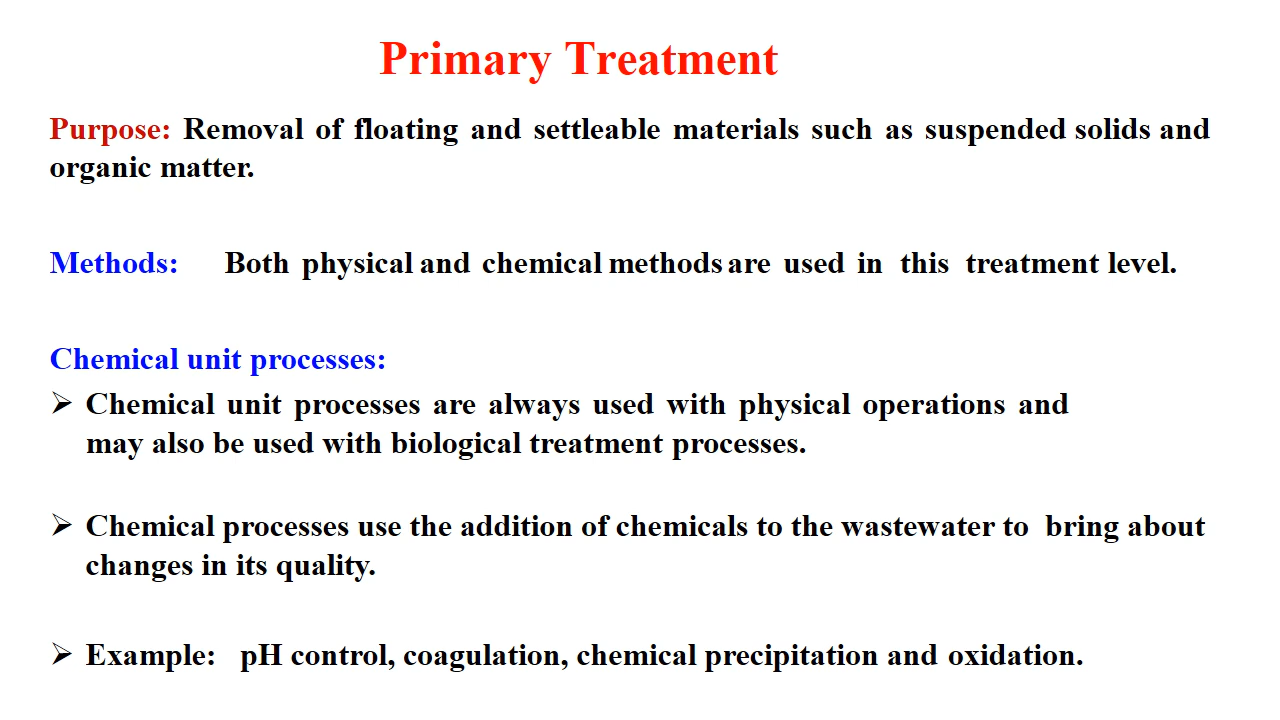 Primary Treatment
Purpose: Removal of floating and settleable materials such as suspended solids and
organic matter.
Methods: Both physical and chemical methods are used in this treatment level.
Chemical unit processes:
➢ Chemical unit processes are always used with physical operations and
may also be used with biological treatment processes.
➢ Chemical processes use the addition of chemicals to the wastewater to bring about
changes in its quality.
➢ Example: pH control, coagulation, chemical precipitation and oxidation.